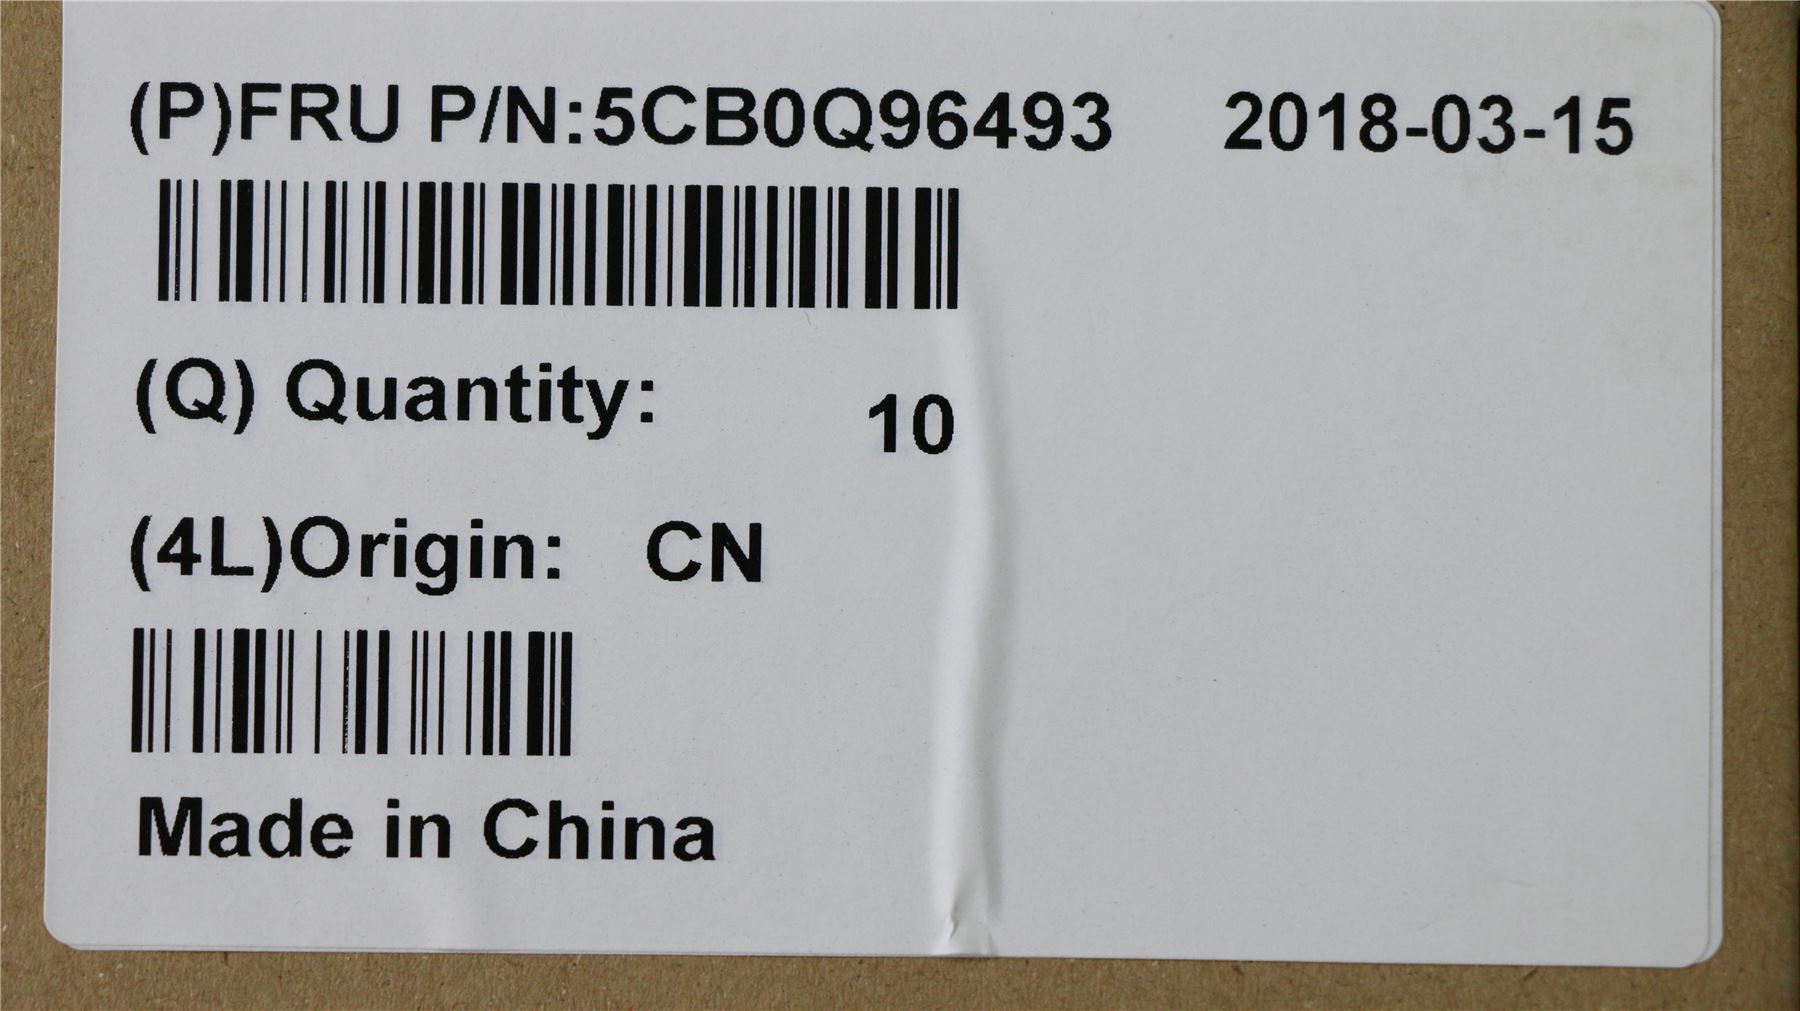 (P)FRU P/N:5CB0Q96493 2018-03-15
(Q) Quantity: 10
(4L)Origin: CN
Made in China